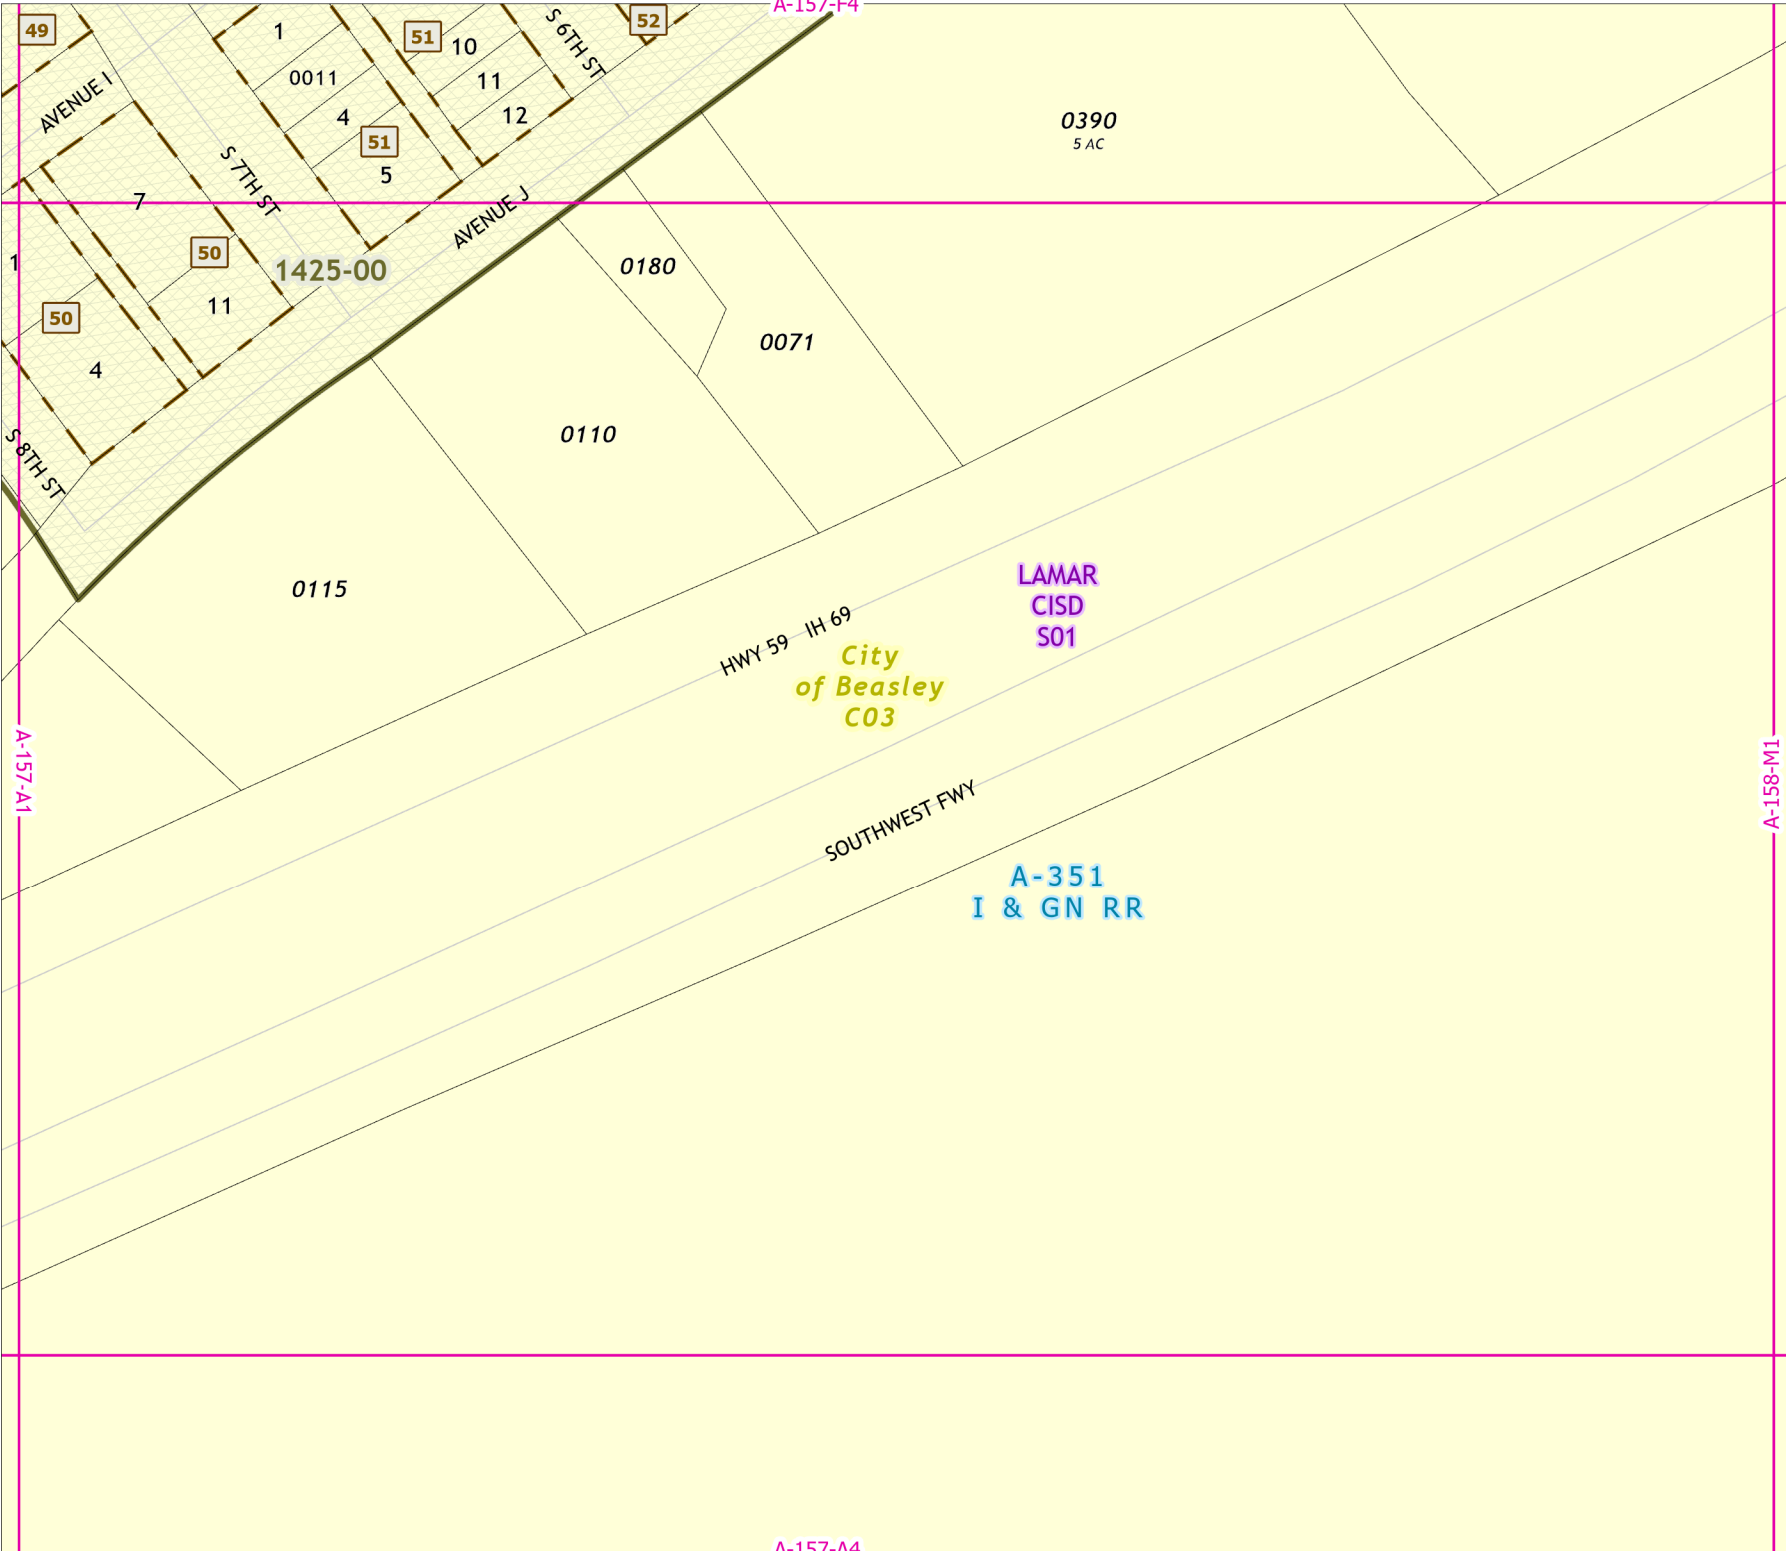 A-157-F4
49
1
51
10
S 6TH ST
52
0011
11
AVENUE I
4
12
0390
5 AC
51
5
S 7TH ST
7
AVENUE J
1
50
1425-00
0180
11
50
0071
4
0110
S 8TH ST
0115
LAMAR
CISD
S01
HWY 59 IH 69
City
of Beasley
C03
A-157-A1
A-158-M1
SOUTHWEST FWY
A-351
I & GN RR
A-157-A4